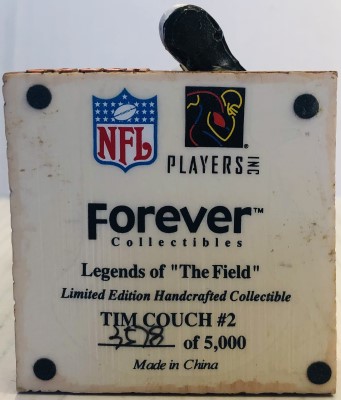 NFL
PLAYERS INC
Forever™
Collectibles
Legends of "The Field"
Limited Edition Handcrafted Collectible
TIM COUCH #2
of 5,000
Made in China